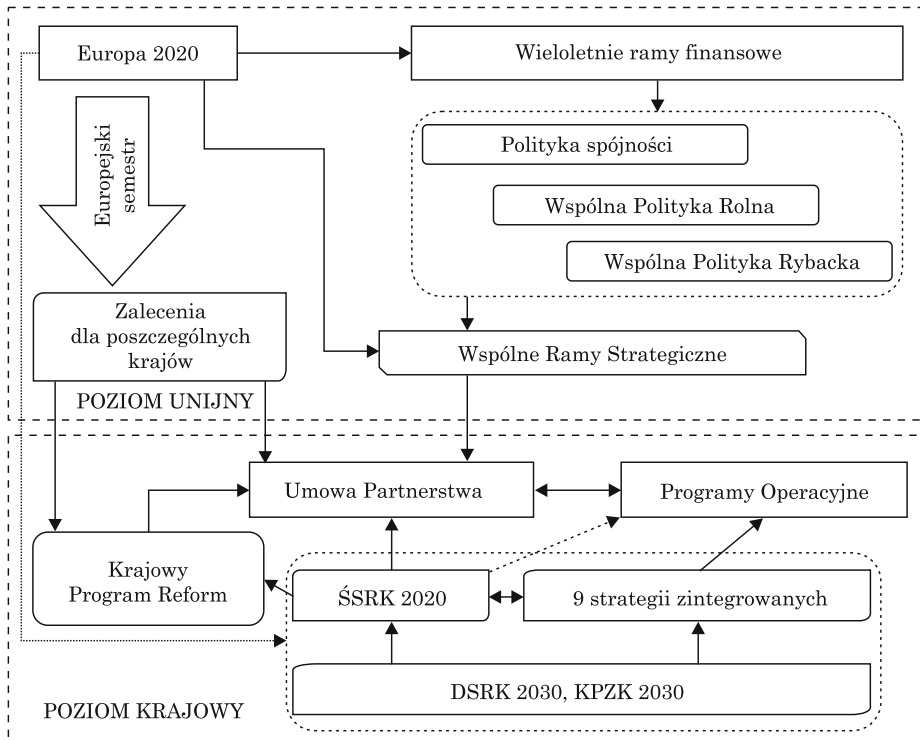 Europa 2020
Wieloletnie ramy finansowe
Europejski
semestr
Polityka spójności
Wspólna Polityka Rolna
Wspólna Polityka Rybacka
Zalecenia
dla poszczególnych
krajów
Wspólne Ramy Strategiczne
POZIOM UNIJNY
Umowa Partnerstwa
Programy Operacyjne
Krajowy
Program Reform
ŚSRK 2020
9 strategii zintegrowanych
DSRK 2030, KPZK 2030
POZIOM KRAJOWY